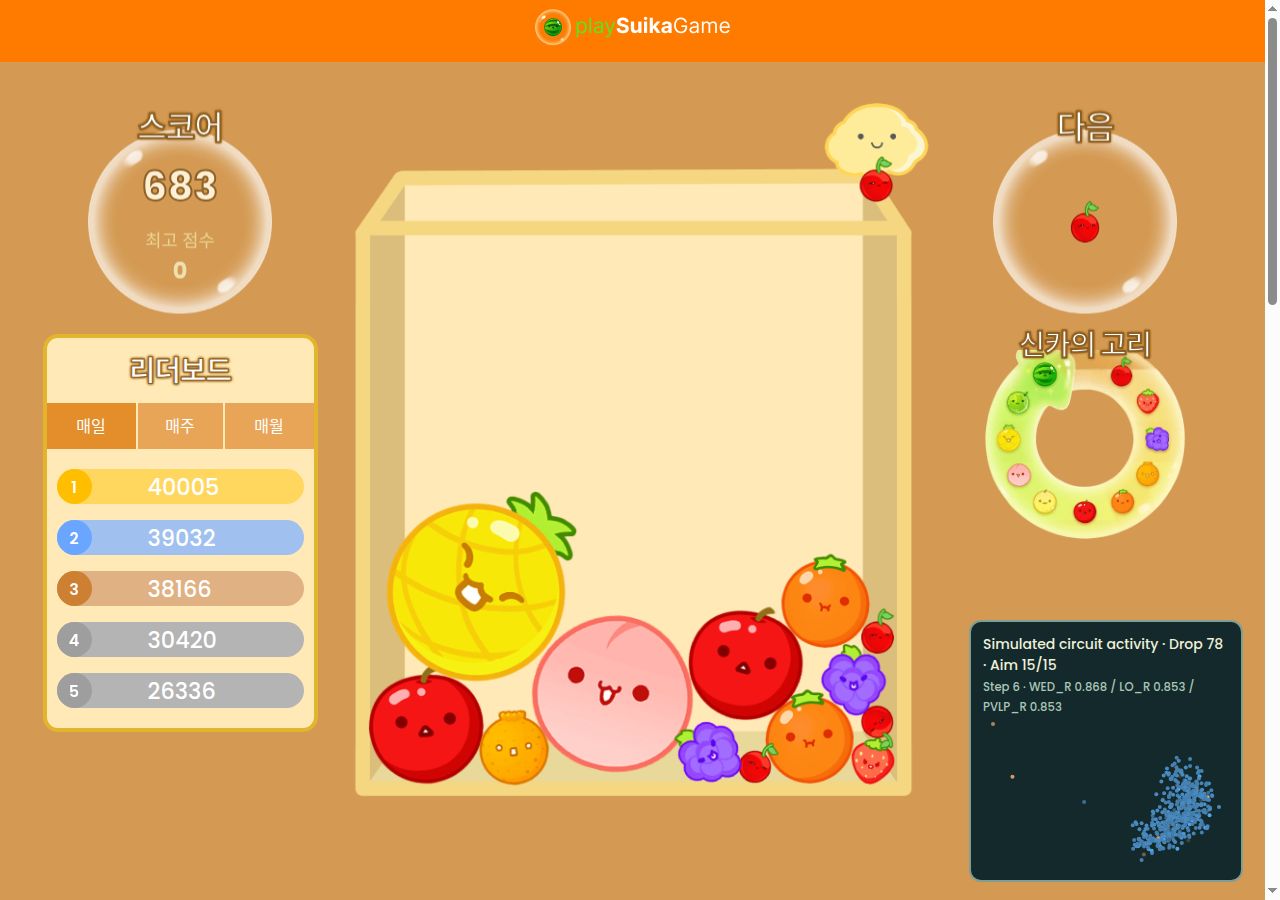 playSuikaGame
스코어
683
최고 점수
0
다음
신카의 고리
리더보드
매일 매주 매월
1 40005
2 39032
3 38166
4 30420
5 26336
Simulated circuit activity · Drop 78
· Aim 15/15
Step 6 · WED_R 0.868 / LO_R 0.853 /
PVLP_R 0.853